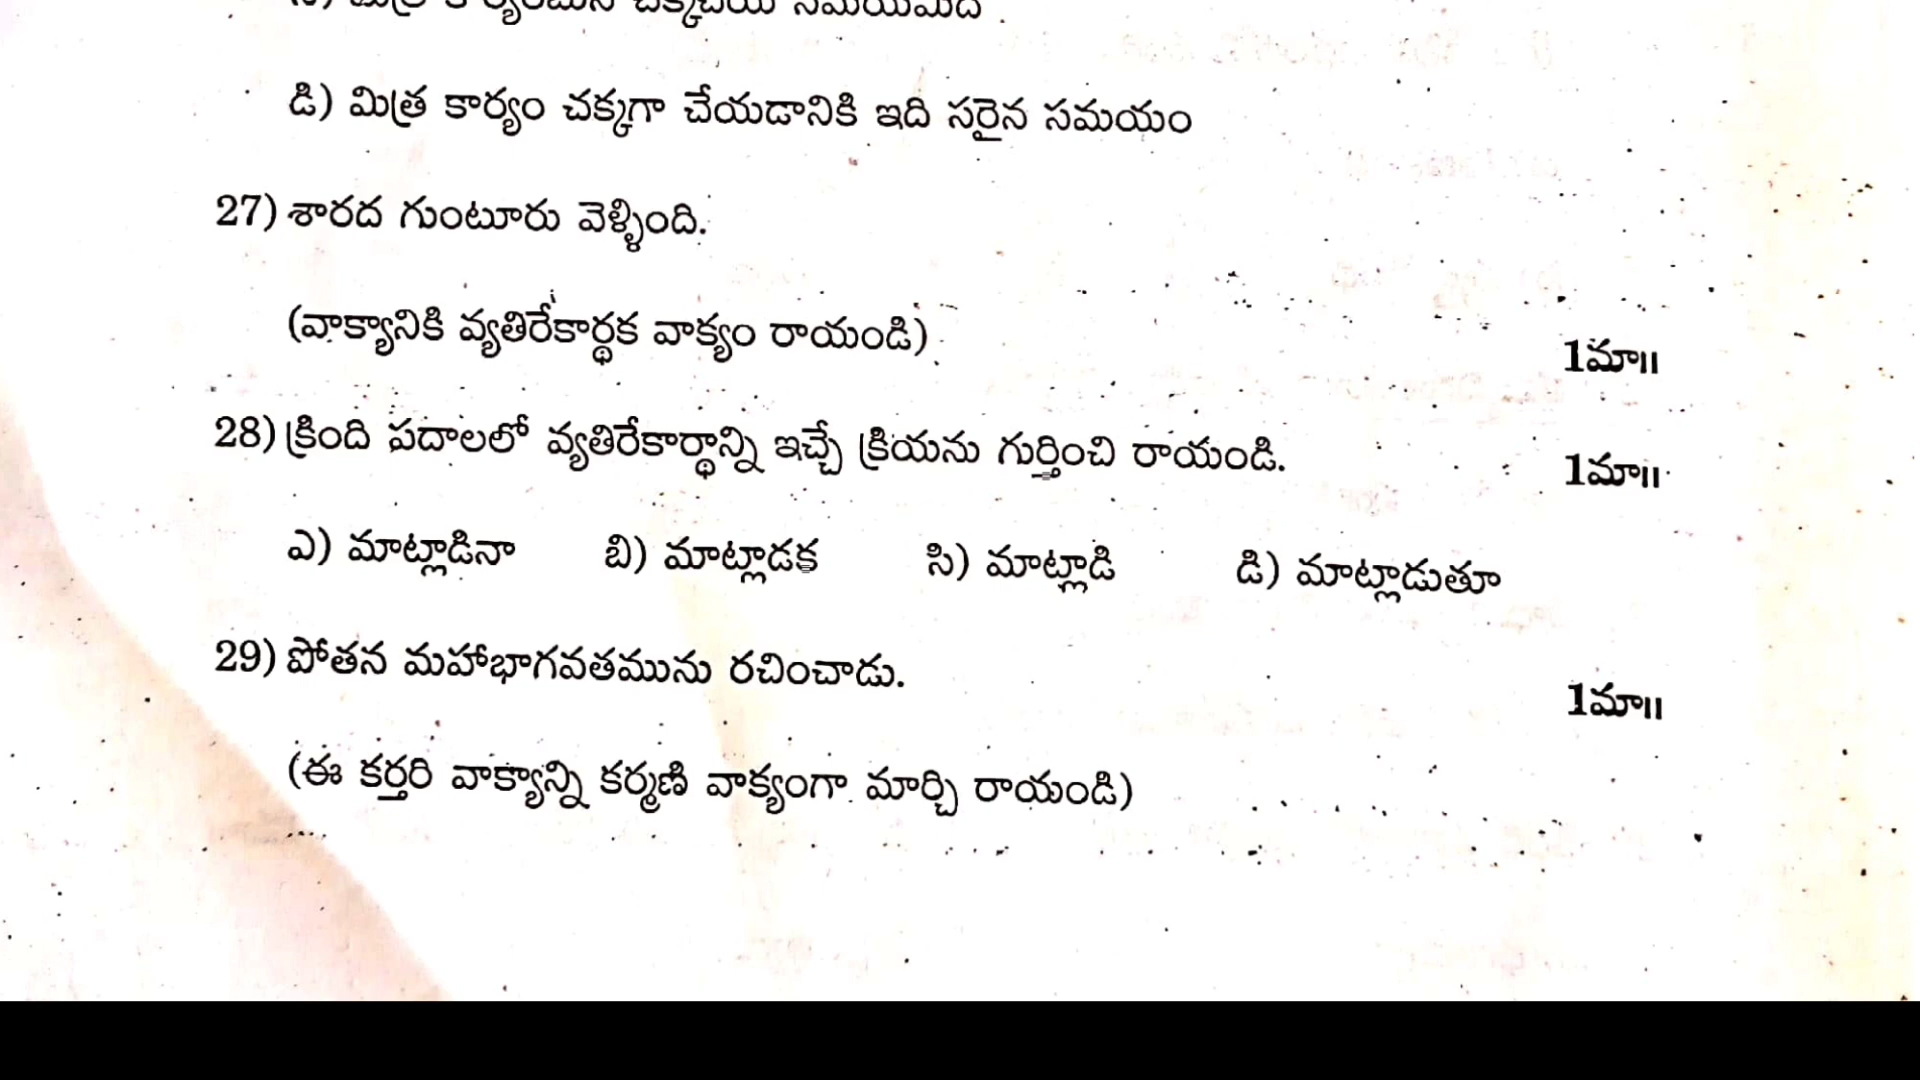 డి) మిత్ర కార్యం చక్కగా చేయడానికి ఇది సరైన సమయం
27) శారద గుంటూరు వెళ్ళింది.
(వాక్యానికి వ్యతిరేకార్థక వాక్యం రాయండి) 1మా॥
28) క్రింది పదాలలో వ్యతిరేకార్థాన్ని ఇచ్చే క్రియను గుర్తించి రాయండి. 1మా॥
ఎ) మాట్లాడినా బి) మాట్లాడక సి) మాట్లాడి డి) మాట్లాడుతూ
29) పోతన మహాభాగవతమును రచించాడు. 1మా॥
(ఈ కర్తరి వాక్యాన్ని కర్మణి వాక్యంగా మార్చి రాయండి)